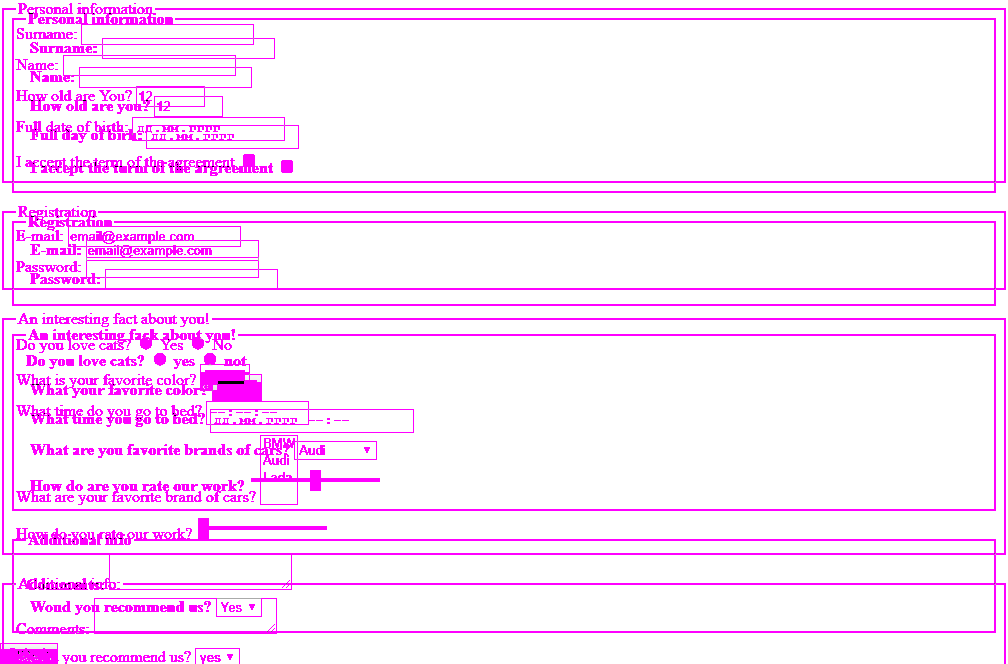 Personal information
Personal information
Surname:
Surname:
Name:
Name:
How old are You? 12
How old are you? 12
Full date of birth: дд.мм.гггг
Full day of birh: дд.мм.гггг
I accept the term of the agreement
I accept the turm of the argreement
Registration
Registration
E-mail: email@example.com
E-mail: email@example.com
Password:
Password:
An interesting fact about you!
An interesting fack about you!
Do you love cats? Yes No
Do you love cats? yes not
What is your favorite color?
What your favorite color?
What time do you go to bed? --:--:--
What time you go to bed? дд.мм.гггг --:--
BMW
What are you favorite brands of cars? Audi
Audi
Lada
How do are you rate our work?
What are your favorite brand of cars?
How do you rate our work?
Additional info
Additional info:
Woud you recommend us? Yes
Comments:
you recommend us? yes